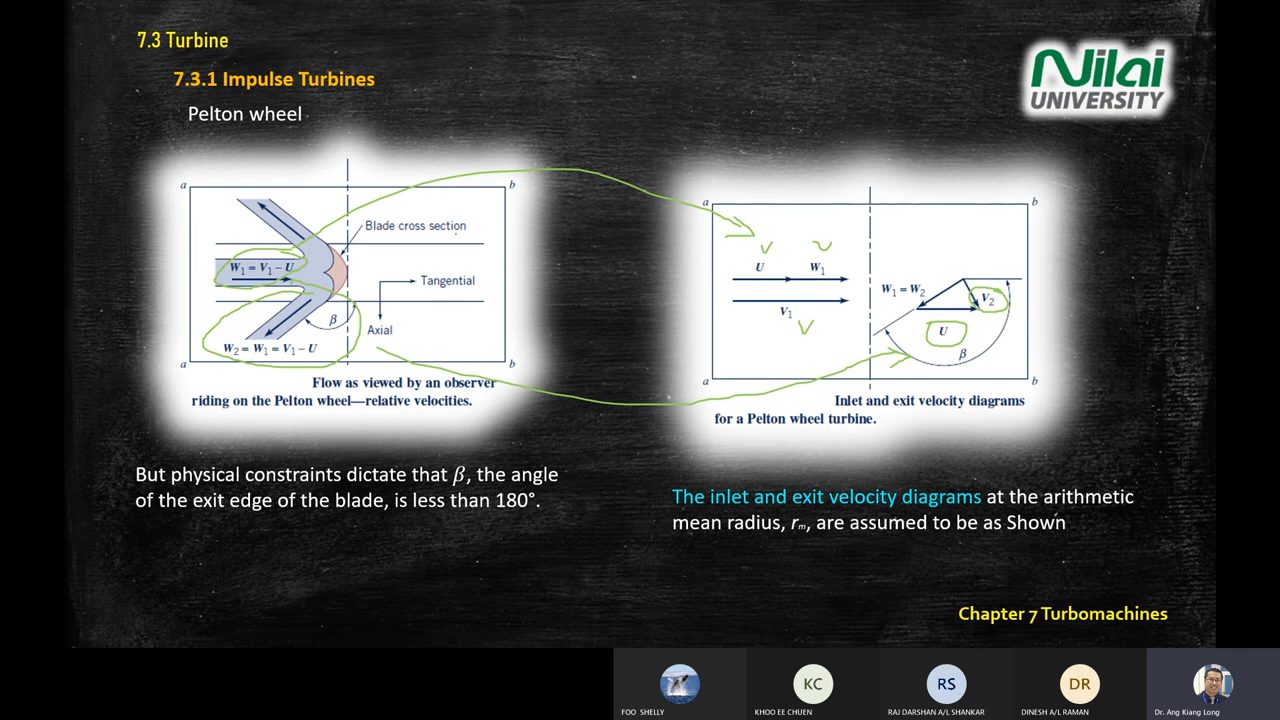 7.3 Turbine
7.3.1 Impulse Turbines
Pelton wheel
Nilai
UNIVERSITY
a
b
Blade cross section
W₁ = V₁ – U
Tangential
β
Axial
W₂ = W₁ = V₁ – U
a
b
Flow as viewed by an observer
riding on the Pelton wheel—relative velocities.
a
b
V
U
W₁
V₁
V
W₁ = W₂
V₂
U
β
a
b
Inlet and exit velocity diagrams
for a Pelton wheel turbine.
But physical constraints dictate that β, the angle
of the exit edge of the blade, is less than 180°.
The inlet and exit velocity diagrams at the arithmetic
mean radius, rₘ, are assumed to be as Shown
Chapter 7 Turbomachines
KC
RS
DR
FOO SHELLY
KHOO EE CHUEN
RAJ DARSHAN A/L SHANKAR
DINESH A/L RAMAN
Dr. Ang Kiang Long